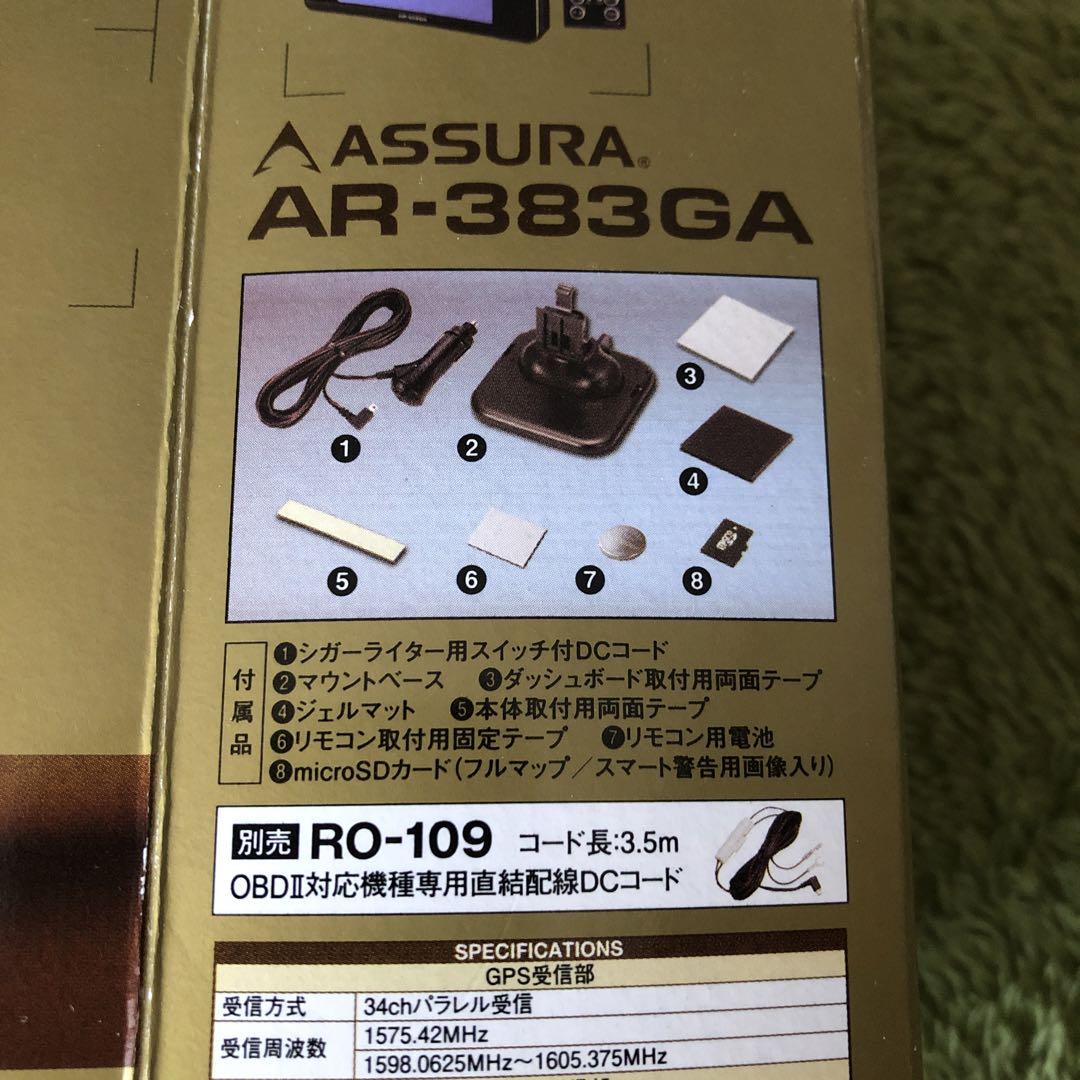 ASSURA®
AR-383GA
❶
❷
❸
❹
❺
❻
❼
❽
付属品
❶シガーライター用スイッチ付DCコード
❷マウントベース ❸ダッシュボード取付用両面テープ
❹ジェルマット ❺本体取付用両面テープ
❻リモコン取付用固定テープ ❼リモコン用電池
❽microSDカード(フルマップ/スマート警告用画像入り)
別売 RO-109 コード長:3.5m
OBDⅡ対応機種専用直結配線DCコード
SPECIFICATIONS
GPS受信部
受信方式 34chパラレル受信
受信周波数 1575.42MHz
1598.0625MHz~1605.375MHz